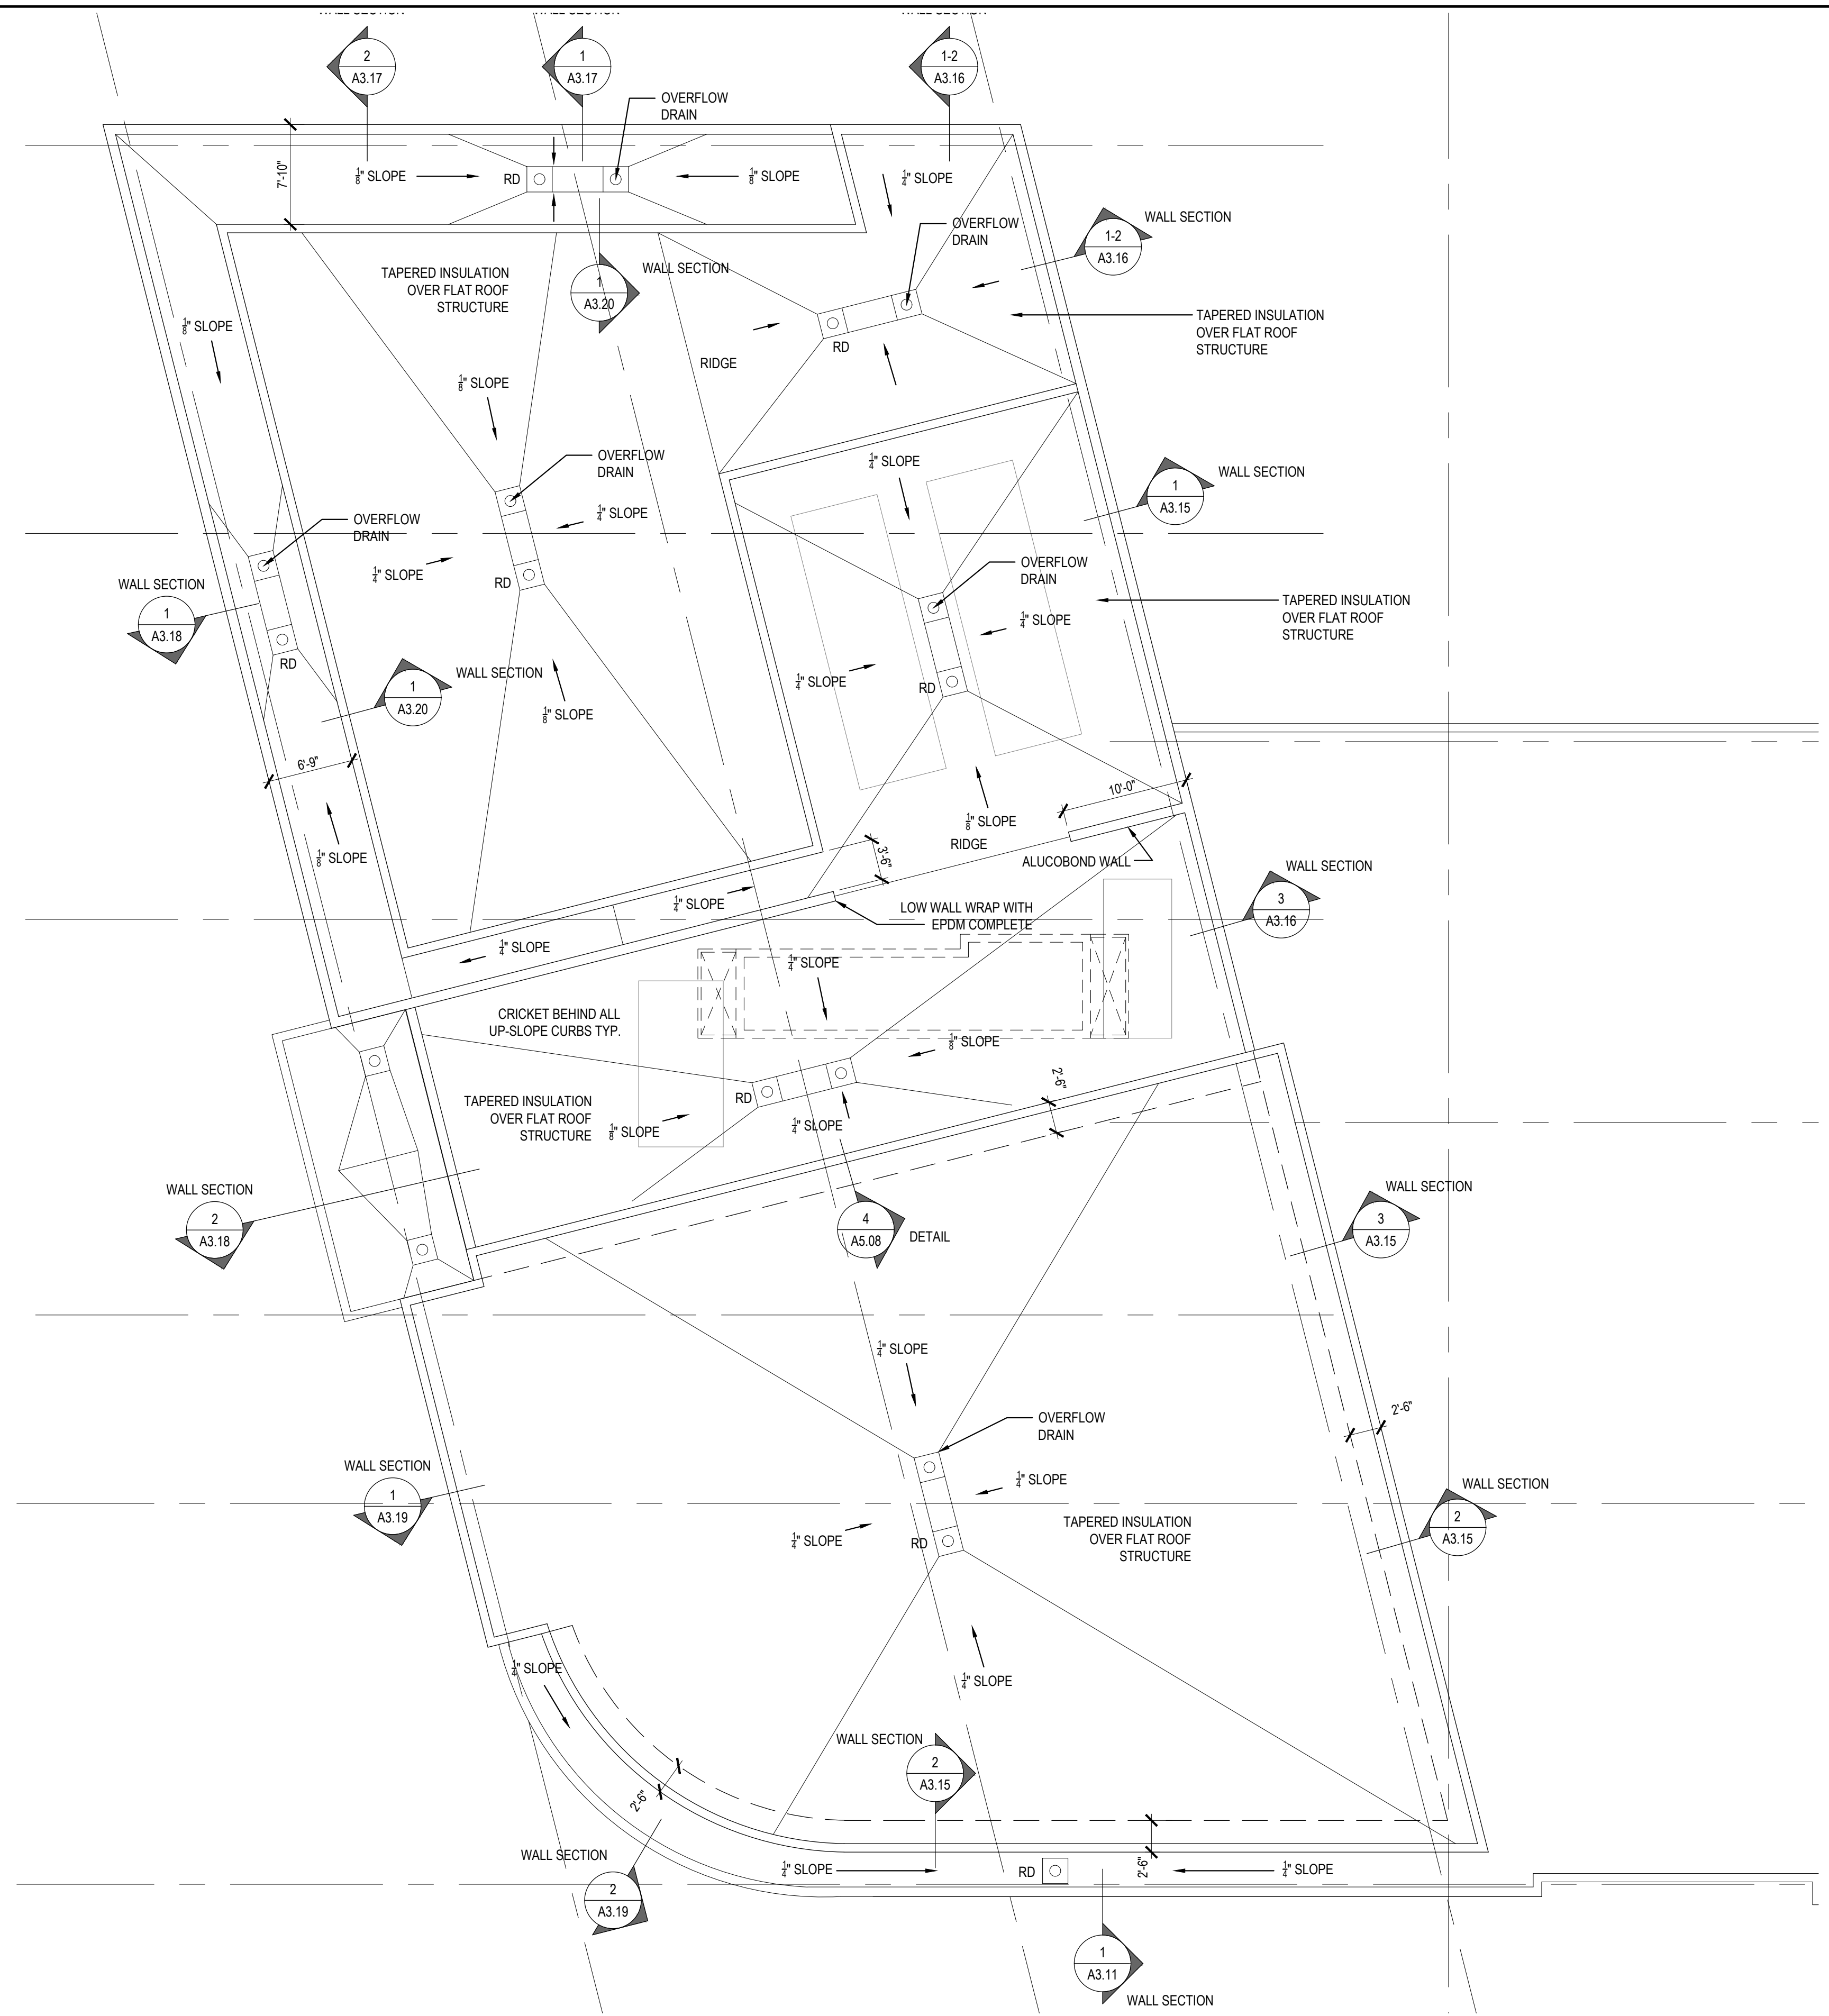 WALL SECTION
WALL SECTION
WALL SECTION
2
A3.17
1
A3.17
1-2
A3.16
OVERFLOW
DRAIN
7'-10"
1/8" SLOPE
RD
1/8" SLOPE
1/4" SLOPE
WALL SECTION
1-2
A3.16
OVERFLOW
DRAIN
TAPERED INSULATION
OVER FLAT ROOF
STRUCTURE
WALL SECTION
1
A3.20
1/8" SLOPE
TAPERED INSULATION
OVER FLAT ROOF
STRUCTURE
RD
RIDGE
1/8" SLOPE
OVERFLOW
DRAIN
1/4" SLOPE
WALL SECTION
1
A3.15
1/4" SLOPE
OVERFLOW
DRAIN
1/4" SLOPE
RD
OVERFLOW
DRAIN
WALL SECTION
1
A3.18
TAPERED INSULATION
OVER FLAT ROOF
STRUCTURE
1/4" SLOPE
RD
WALL SECTION
1
A3.20
1/4" SLOPE
RD
1/8" SLOPE
6'-9"
10'-0"
1/8" SLOPE
RIDGE
1/8" SLOPE
3'-6"
ALUCOBOND WALL
WALL SECTION
3
A3.16
1/4" SLOPE
LOW WALL WRAP WITH
EPDM COMPLETE
1/4" SLOPE
1/4" SLOPE
CRICKET BEHIND ALL
UP-SLOPE CURBS TYP.
1/8" SLOPE
2'-6"
RD
TAPERED INSULATION
OVER FLAT ROOF
STRUCTURE
1/8" SLOPE
1/4" SLOPE
WALL SECTION
2
A3.18
4
A5.08
DETAIL
WALL SECTION
3
A3.15
1/4" SLOPE
2'-6"
OVERFLOW
DRAIN
WALL SECTION
1
A3.19
1/4" SLOPE
WALL SECTION
2
A3.15
TAPERED INSULATION
OVER FLAT ROOF
STRUCTURE
1/4" SLOPE
RD
1/4" SLOPE
1/4" SLOPE
WALL SECTION
2
A3.15
2'-6"
WALL SECTION
2
A3.19
1/4" SLOPE
RD
2'-6"
1/4" SLOPE
1
A3.11
WALL SECTION